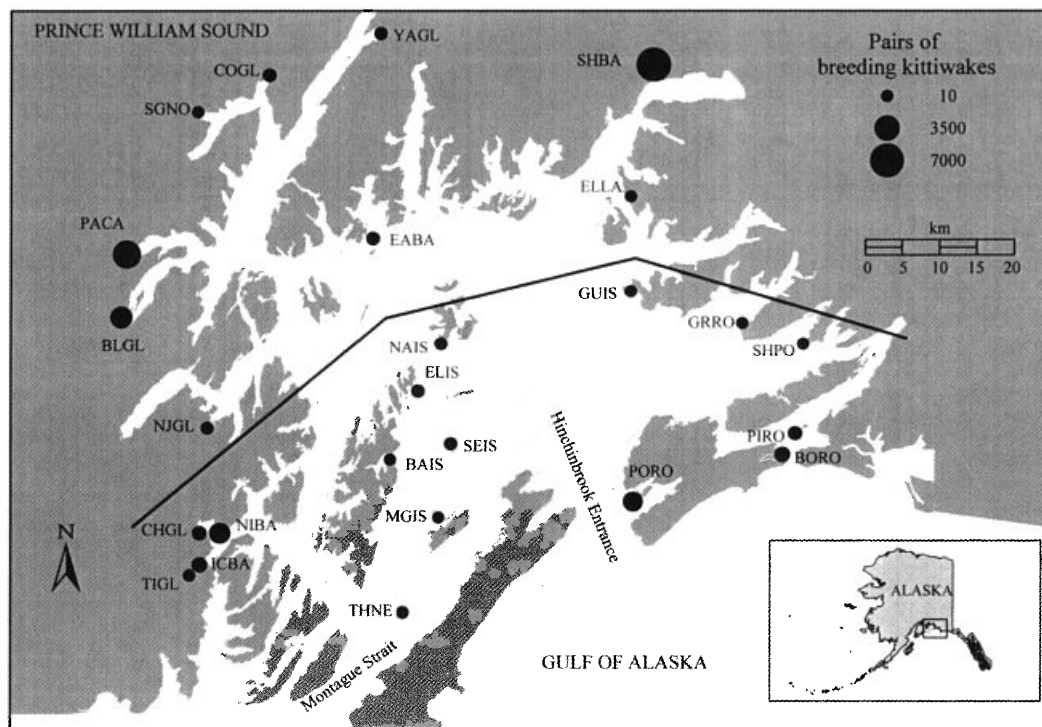 PRINCE WILLIAM SOUND
YAGL
COGL
SHBA
SGNO
Pairs of
breeding kittiwakes
10
3500
7000
ELLA
PACA
EABA
km
0 5 10 15 20
GUIS
BLGL
GRRO
NAIS
SHPO
ELIS
NJGL
Hinchinbrook Entrance
PIRO
SEIS
BAIS
BORO
PORO
MGIS
N
CHGL
NIBA
ICBA
TIGL
THNE
ALASKA
Montague Strait
GULF OF ALASKA